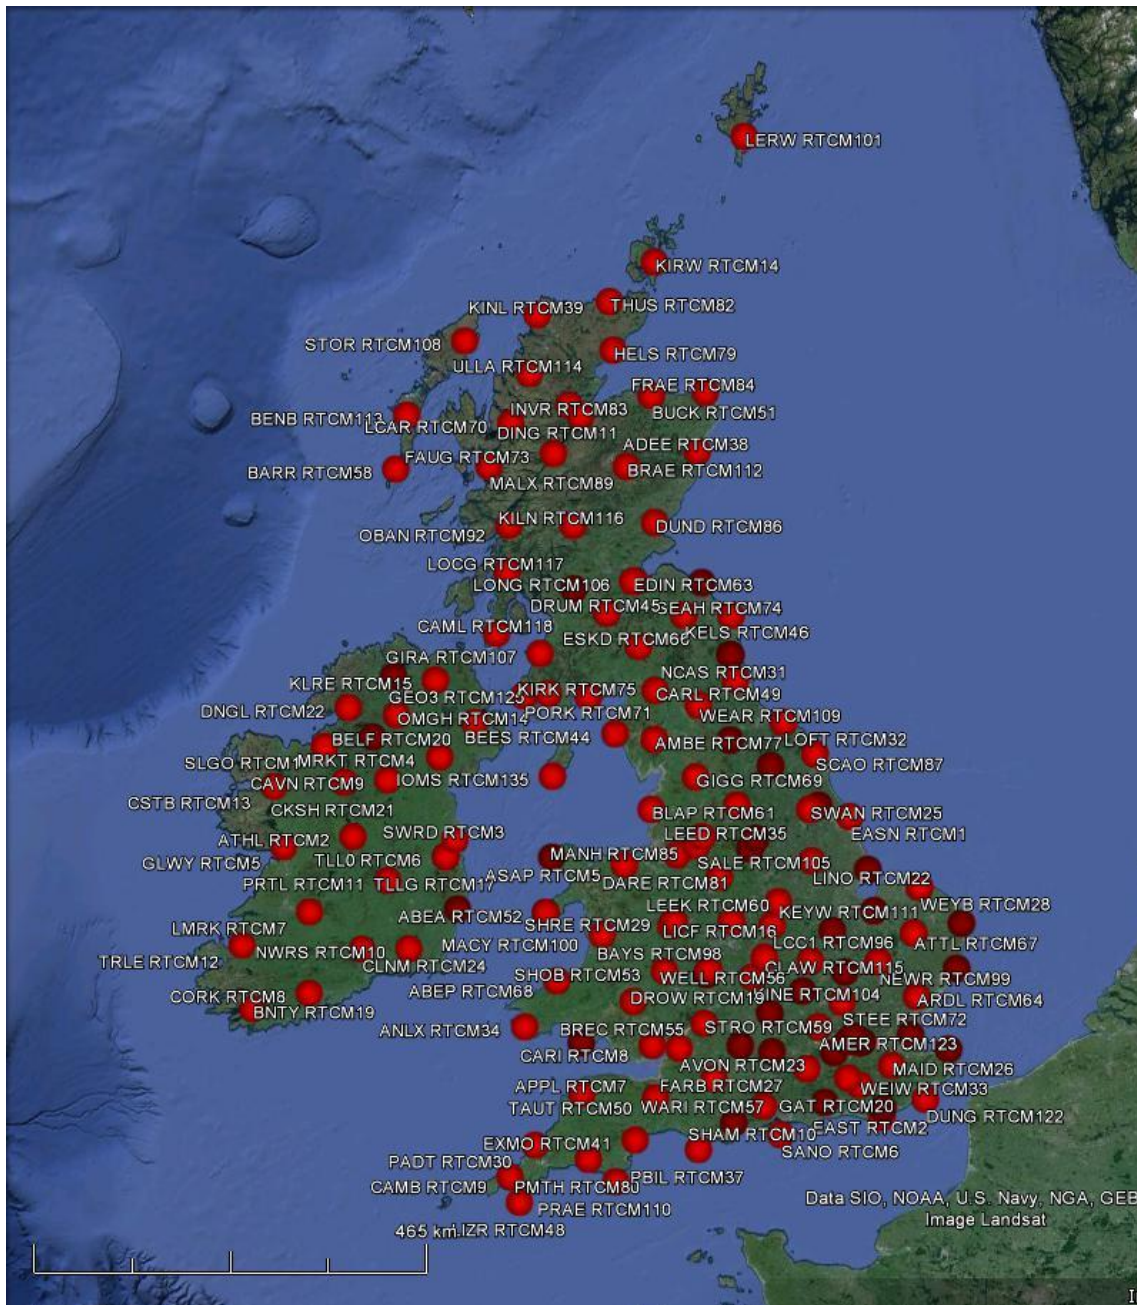 LERW RTCM101
KIRW RTCM14
KINL RTCM39
THUS RTCM82
STOR RTCM108
HELS RTCM79
ULLA RTCM114
FRAE RTCM84
BENB RTCM113
INVR RTCM83
BUCK RTCM51
LCAR RTCM70
DING RTCM11
ADEE RTCM38
FAUG RTCM73
BARR RTCM58
BRAE RTCM112
MALX RTCM89
KILN RTCM116
DUND RTCM86
OBAN RTCM92
LOCG RTCM117
LONG RTCM106
EDIN RTCM63
DRUM RTCM45
SEAH RTCM74
CAML RTCM118
KELS RTCM46
ESKD RTCM66
GIRA RTCM107
NCAS RTCM31
KLRE RTCM15
KIRK RTCM75
CARL RTCM49
GEO3 RTCM125
DNGL RTCM22
OMGH RTCM14
PORK RTCM71
WEAR RTCM109
BELF RTCM20
BEES RTCM44
AMBE RTCM77
LOFT RTCM32
SLGO RTCM1
MRKT RTCM4
SCAO RTCM87
CAVN RTCM9
IOMS RTCM135
GIGG RTCM69
CSTB RTCM13
CKSH RTCM21
BLAP RTCM61
SWAN RTCM25
ATHL RTCM2
SWRD RTCM3
LEED RTCM35
EASN RTCM1
GLWY RTCM5
TLL0 RTCM6
MANH RTCM85
SALE RTCM105
ASAP RTCM5
LINO RTCM22
PRTL RTCM11
TLLG RTCM17
DARE RTCM81
ABEA RTCM52
LEEK RTCM60
WEYB RTCM28
KEYW RTCM111
LMRK RTCM7
SHRE RTCM29
LICF RTCM16
NWRS RTCM10
MACY RTCM100
LCC1 RTCM96
ATTL RTCM67
TRLE RTCM12
CLNM RTCM24
BAYS RTCM98
CLAW RTCM115
SHOB RTCM53
WELL RTCM56
NEWR RTCM99
CORK RTCM8
ABEP RTCM68
DROW RTCM19
KINE RTCM104
ARDL RTCM64
BNTY RTCM19
ANLX RTCM34
BREC RTCM55
STRO RTCM59
STEE RTCM72
CARI RTCM8
AMER RTCM123
AVON RTCM23
MAID RTCM26
APPL RTCM7
FARB RTCM27
WEIW RTCM33
TAUT RTCM50
WARI RTCM57
GAT RTCM20
DUNG RTCM122
EXMO RTCM41
SHAM RTCM10
EAST RTCM2
SANO RTCM6
PADT RTCM30
PBIL RTCM37
CAMB RTCM9
PMTH RTCM80
PRAE RTCM110
465 km
LIZR RTCM48
Data SIO, NOAA, U.S. Navy, NGA, GEB
Image Landsat